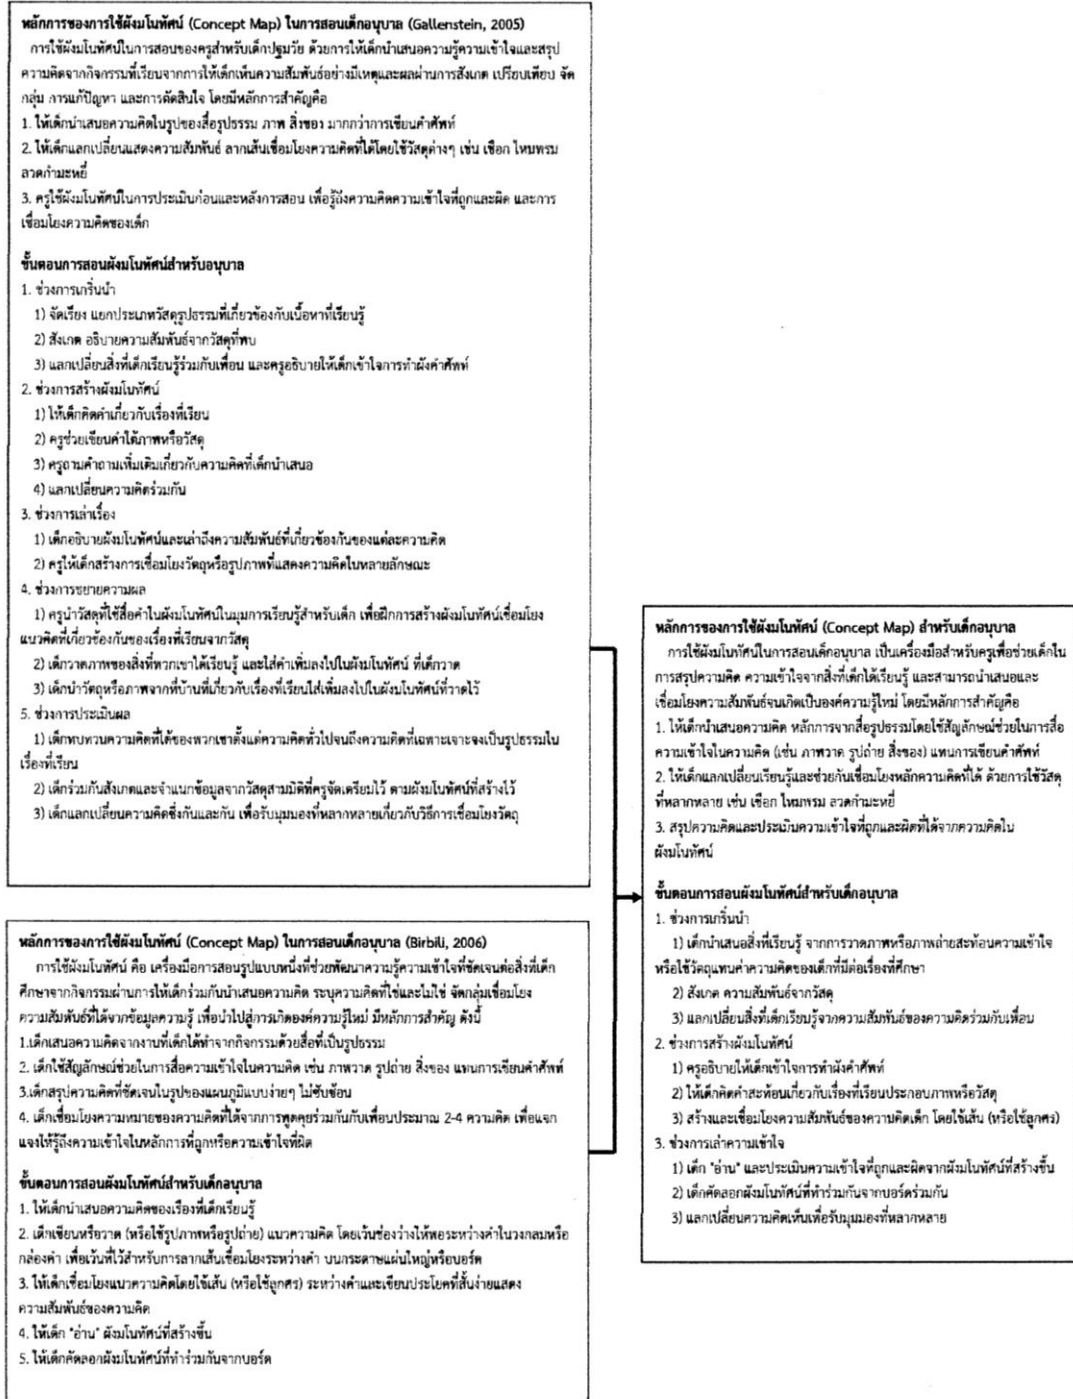 หลักการของการใช้ผังมโนทัศน์ (Concept Map) ในการสอนเด็กอนุบาล (Gallenstein, 2005)
การใช้ผังมโนทัศน์ในการสอนของครูสำหรับเด็กปฐมวัย ด้วยการให้เด็กนำเสนอความรู้ความเข้าใจและสรุป
ความคิดจากกิจกรรมที่เรียนจากการให้เด็กเห็นความสัมพันธ์อย่างมีเหตุและผลผ่านการสังเกต เปรียบเทียบ จัด
กลุ่ม การแก้ปัญหา และการตัดสินใจ โดยมีหลักการสำคัญคือ
1. ให้เด็กนำเสนอความคิดในรูปของสื่อรูปธรรม ภาพ สิ่งของ มากกว่าการเขียนคำศัพท์
2. ให้เด็กแลกเปลี่ยนแสดงความสัมพันธ์ ลากเส้นเชื่อมโยงความคิดที่ได้โดยใช้วัสดุต่างๆ เช่น เชือก ไหมพรม
ลวดกำมะหยี่
3. ครูใช้ผังมโนทัศน์ในการประเมินก่อนและหลังการสอน เพื่อรู้ถึงความคิดความเข้าใจที่ถูกและผิด และการ
เชื่อมโยงความคิดของเด็ก
ขั้นตอนการสอนผังมโนทัศน์สำหรับอนุบาล
1. ช่วงการเกริ่นนำ
1) จัดเรียง แยกประเภทวัสดุรูปธรรมที่เกี่ยวข้องกับเนื้อหาที่เรียนรู้
2) สังเกต อธิบายความสัมพันธ์จากวัสดุที่พบ
3) แลกเปลี่ยนสิ่งที่เด็กเรียนรู้ร่วมกับเพื่อน และครูอธิบายให้เด็กเข้าใจการทำผังคำศัพท์
2. ช่วงการสร้างผังมโนทัศน์
1) ให้เด็กคิดคำเกี่ยวกับเรื่องที่เรียน
2) ครูช่วยเขียนคำใต้ภาพหรือวัสดุ
3) ครูถามคำถามเพิ่มเติมเกี่ยวกับความคิดที่เด็กนำเสนอ
4) แลกเปลี่ยนความคิดร่วมกัน
3. ช่วงการเล่าเรื่อง
1) เด็กอธิบายผังมโนทัศน์และเล่าถึงความสัมพันธ์ที่เกี่ยวข้องกันของแต่ละความคิด
2) ครูให้เด็กสร้างการเชื่อมโยงวัตถุหรือรูปภาพที่แสดงความคิดในหลายลักษณะ
4. ช่วงการขยายความผล
1) ครูนำวัสดุที่ใช้สื่อคำในผังมโนทัศน์ในมุมการเรียนรู้สำหรับเด็ก เพื่อฝึกการสร้างผังมโนทัศน์เชื่อมโยง
แนวคิดที่เกี่ยวข้องกันของเรื่องที่เรียนจากวัสดุ
2) เด็กวาดภาพของสิ่งที่พวกเขาได้เรียนรู้ และใส่คำเพิ่มลงไปในผังมโนทัศน์ ที่เด็กวาด
3) เด็กนำวัตถุหรือภาพจากที่บ้านที่เกี่ยวกับเรื่องที่เรียนใส่เพิ่มลงไปในผังมโนทัศน์ที่วาดไว้
5. ช่วงการประเมินผล
1) เด็กทบทวนความคิดที่ได้ของพวกเขาตั้งแต่ความคิดทั่วไปจนถึงความคิดที่เฉพาะเจาะจงเป็นรูปธรรมใน
เรื่องที่เรียน
2) เด็กร่วมกันสังเกตและจำแนกข้อมูลจากวัสดุสามมิติที่ครูจัดเตรียมไว้ ตามผังมโนทัศน์ที่สร้างไว้
3) เด็กแลกเปลี่ยนความคิดซึ่งกันและกัน เพื่อรับมุมมองที่หลากหลายเกี่ยวกับวิธีการเชื่อมโยงวัตถุ
หลักการของการใช้ผังมโนทัศน์ (Concept Map) ในการสอนเด็กอนุบาล (Birbili, 2006)
การใช้ผังมโนทัศน์ คือ เครื่องมือการสอนรูปแบบหนึ่งที่ช่วยพัฒนาความรู้ความเข้าใจที่ชัดเจนต่อสิ่งที่เด็ก
ศึกษาจากกิจกรรมผ่านการให้เด็กร่วมกันนำเสนอความคิด ระบุความคิดที่ใช่และไม่ใช่ จัดกลุ่มเชื่อมโยง
ความสัมพันธ์ที่ได้จากข้อมูลความรู้ เพื่อนำไปสู่การเกิดองค์ความรู้ใหม่ มีหลักการสำคัญ ดังนี้
1.เด็กเสนอความคิดจากงานที่เด็กได้ทำจากกิจกรรมด้วยสื่อที่เป็นรูปธรรม
2. เด็กใช้สัญลักษณ์ช่วยในการสื่อความเข้าใจในความคิด เช่น ภาพวาด รูปถ่าย สิ่งของ แทนการเขียนคำศัพท์
3.เด็กสรุปความคิดที่ชัดเจนในรูปของแผนภูมิแบบง่ายๆ ไม่ซับซ้อน
4. เด็กเชื่อมโยงความหมายของความคิดที่ได้จากการพูดคุยร่วมกันกับเพื่อนประมาณ 2-4 ความคิด เพื่อแจก
แจงให้รู้ถึงความเข้าใจในหลักการที่ถูกหรือความเข้าใจที่ผิด
ขั้นตอนการสอนผังมโนทัศน์สำหรับเด็กอนุบาล
1. ให้เด็กนำเสนอความคิดของเรื่องที่เด็กเรียนรู้
2. เด็กเขียนหรือวาด (หรือใช้รูปภาพหรือรูปถ่าย) แนวความคิด โดยเว้นช่องว่างให้พอระหว่างคำในวงกลมหรือ
กล่องคำ เพื่อเว้นที่ไว้สำหรับการลากเส้นเชื่อมโยงระหว่างคำ บนกระดาษแผ่นใหญ่หรือบอร์ด
3. ให้เด็กเชื่อมโยงแนวความคิดโดยใช้เส้น (หรือใช้ลูกศร) ระหว่างคำและเขียนประโยคที่สั้นง่ายแสดง
ความสัมพันธ์ของความคิด
4. ให้เด็ก "อ่าน" ผังมโนทัศน์ที่สร้างขึ้น
5. ให้เด็กคัดลอกผังมโนทัศน์ที่ทำร่วมกันจากบอร์ด
หลักการของการใช้ผังมโนทัศน์ (Concept Map) สำหรับเด็กอนุบาล
การใช้ผังมโนทัศน์ในการสอนเด็กอนุบาล เป็นเครื่องมือสำหรับครูเพื่อช่วยเด็กใน
การสรุปความคิด ความเข้าใจจากสิ่งที่เด็กได้เรียนรู้ และสามารถนำเสนอและ
เชื่อมโยงความสัมพันธ์จนเกิดเป็นองค์ความรู้ใหม่ โดยมีหลักการสำคัญคือ
1. ให้เด็กนำเสนอความคิด หลักการจากสื่อรูปธรรมโดยใช้สัญลักษณ์ช่วยในการสื่อ
ความเข้าใจในความคิด (เช่น ภาพวาด รูปถ่าย สิ่งของ) แทนการเขียนคำศัพท์
2. ให้เด็กแลกเปลี่ยนเรียนรู้และช่วยกันเชื่อมโยงหลักความคิดที่ได้ ด้วยการใช้วัสดุ
ที่หลากหลาย เช่น เชือก ไหมพรม ลวดกำมะหยี่
3. สรุปความคิดและประเมินความเข้าใจที่ถูกและผิดที่ได้จากความคิดใน
ผังมโนทัศน์
ขั้นตอนการสอนผังมโนทัศน์สำหรับเด็กอนุบาล
1. ช่วงการเกริ่นนำ
1) เด็กนำเสนอสิ่งที่เรียนรู้ จากการวาดภาพหรือภาพถ่ายสะท้อนความเข้าใจ
หรือใช้วัตถุแทนค่าความคิดของเด็กที่มีต่อเรื่องที่ศึกษา
2) สังเกต ความสัมพันธ์จากวัสดุ
3) แลกเปลี่ยนสิ่งที่เด็กเรียนรู้จากความสัมพันธ์ของความคิดร่วมกับเพื่อน
2. ช่วงการสร้างผังมโนทัศน์
1) ครูอธิบายให้เด็กเข้าใจการทำผังคำศัพท์
2) ให้เด็กคิดคำสะท้อนเกี่ยวกับเรื่องที่เรียนประกอบภาพหรือวัสดุ
3) สร้างและเชื่อมโยงความสัมพันธ์ของความคิดเด็ก โดยใช้เส้น (หรือใช้ลูกศร)
3. ช่วงการเล่าความเข้าใจ
1) เด็ก "อ่าน" และประเมินความเข้าใจที่ถูกและผิดจากผังมโนทัศน์ที่สร้างขึ้น
2) เด็กคัดลอกผังมโนทัศน์ที่ทำร่วมกันจากบอร์ดร่วมกัน
3) แลกเปลี่ยนความคิดเห็นเพื่อรับมุมมองที่หลากหลาย